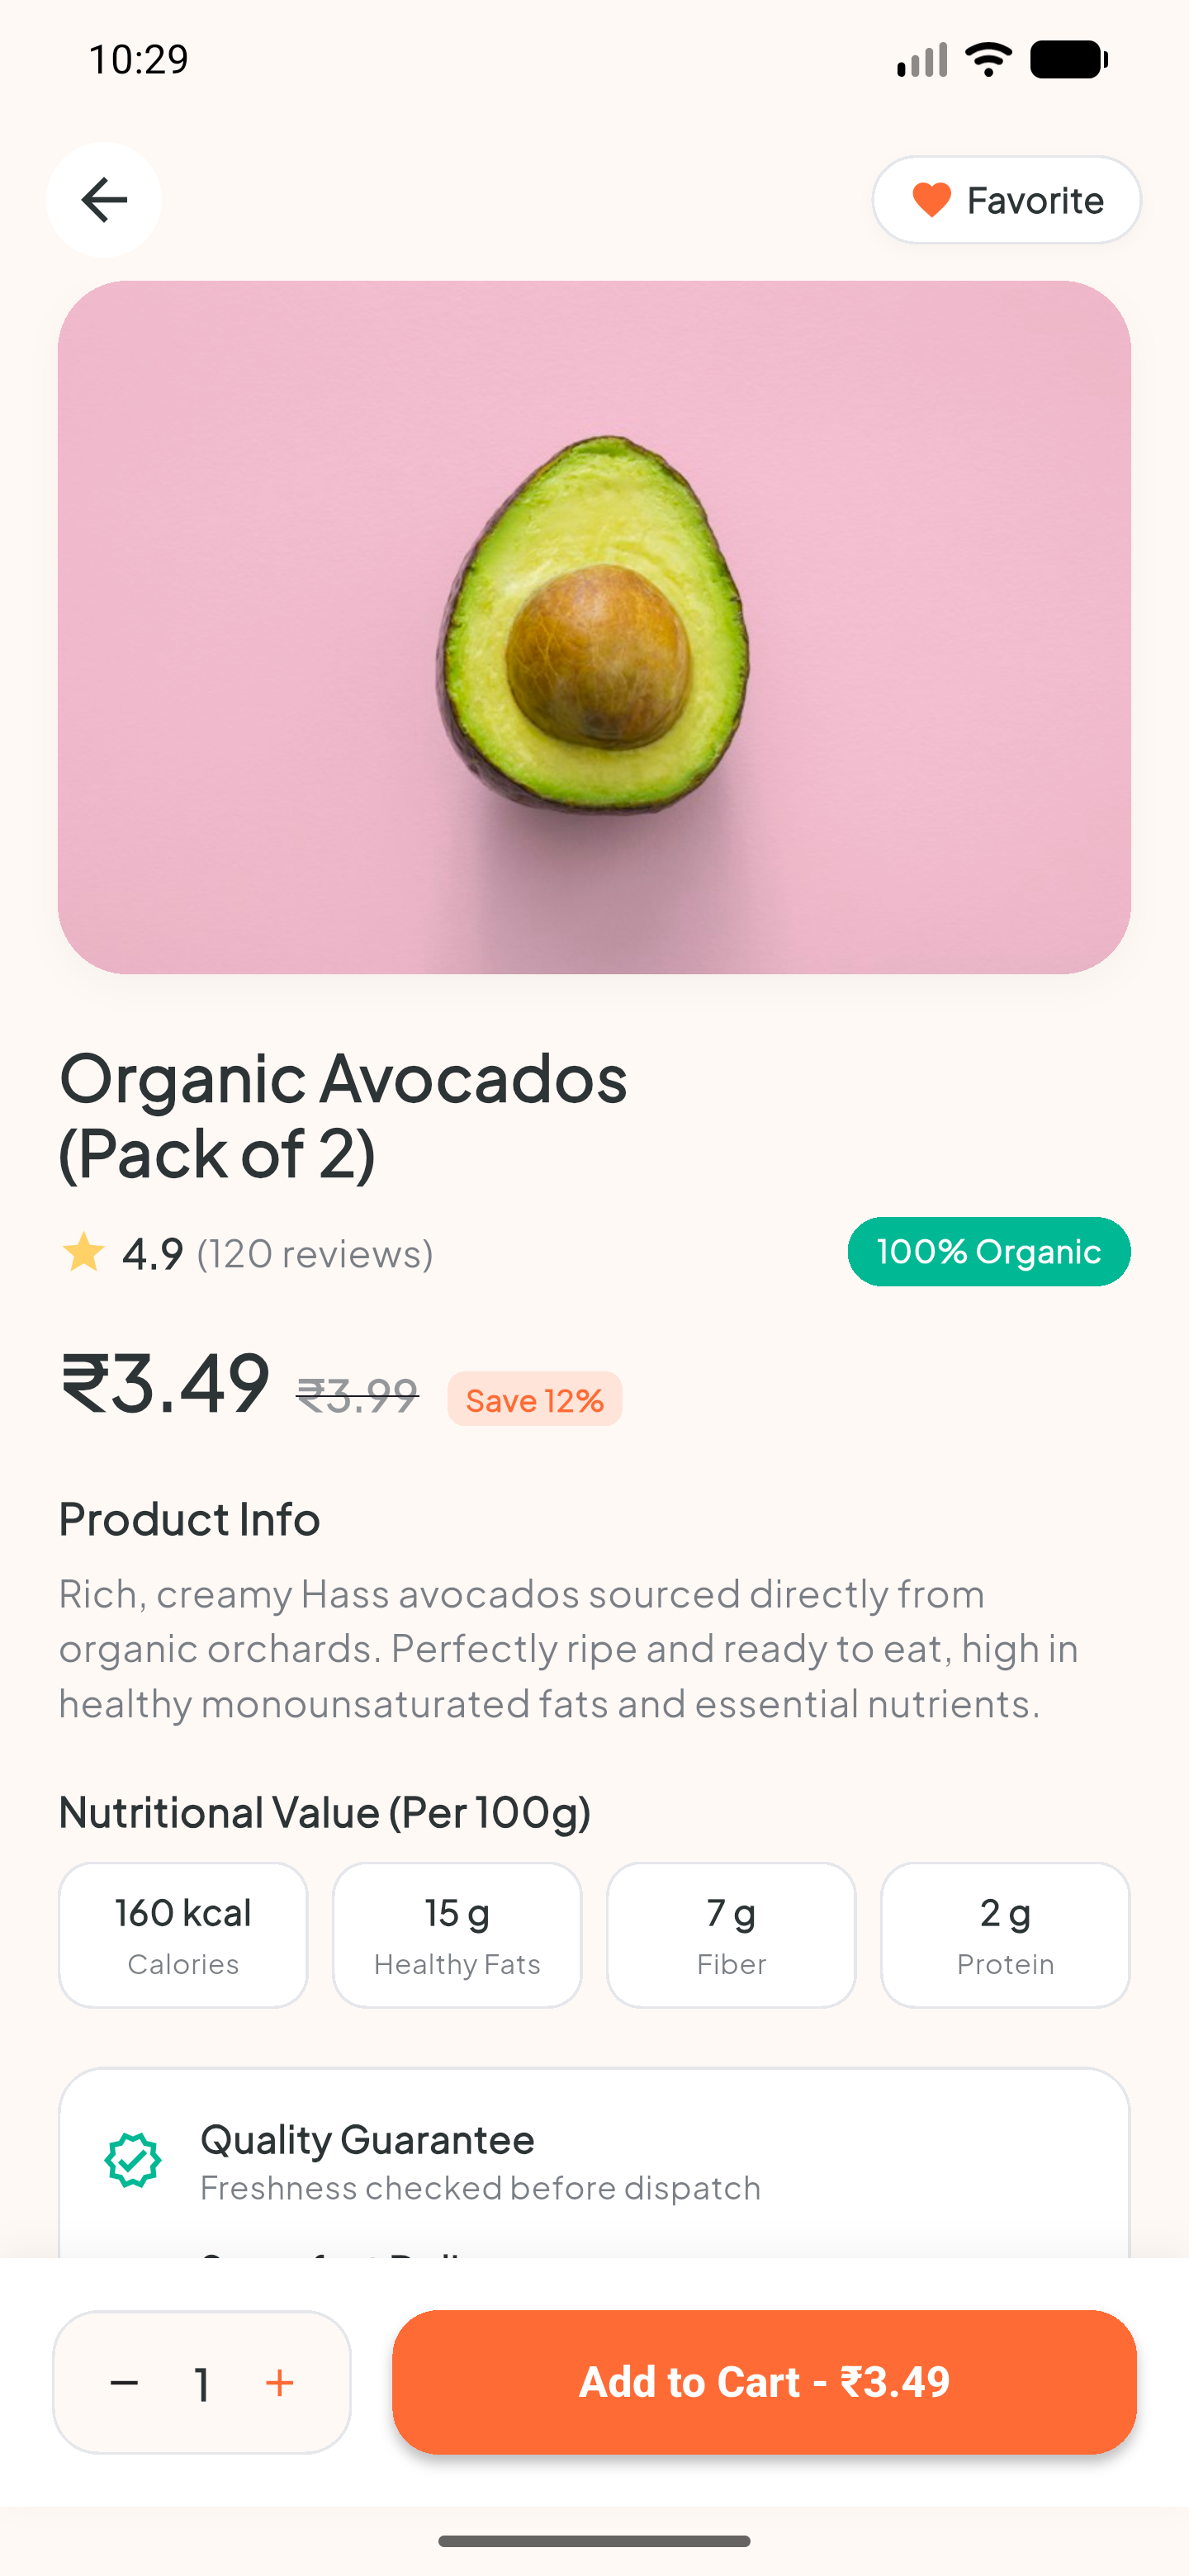 10:29
Favorite
Organic Avocados
(Pack of 2)
4.9 (120 reviews)
100% Organic
₹3.49 ₹3.99 Save 12%
Product Info
Rich, creamy Hass avocados sourced directly from
organic orchards. Perfectly ripe and ready to eat, high in
healthy monounsaturated fats and essential nutrients.
Nutritional Value (Per 100g)
160 kcal
Calories
15 g
Healthy Fats
7 g
Fiber
2 g
Protein
Quality Guarantee
Freshness checked before dispatch
− 1 +
Add to Cart - ₹3.49